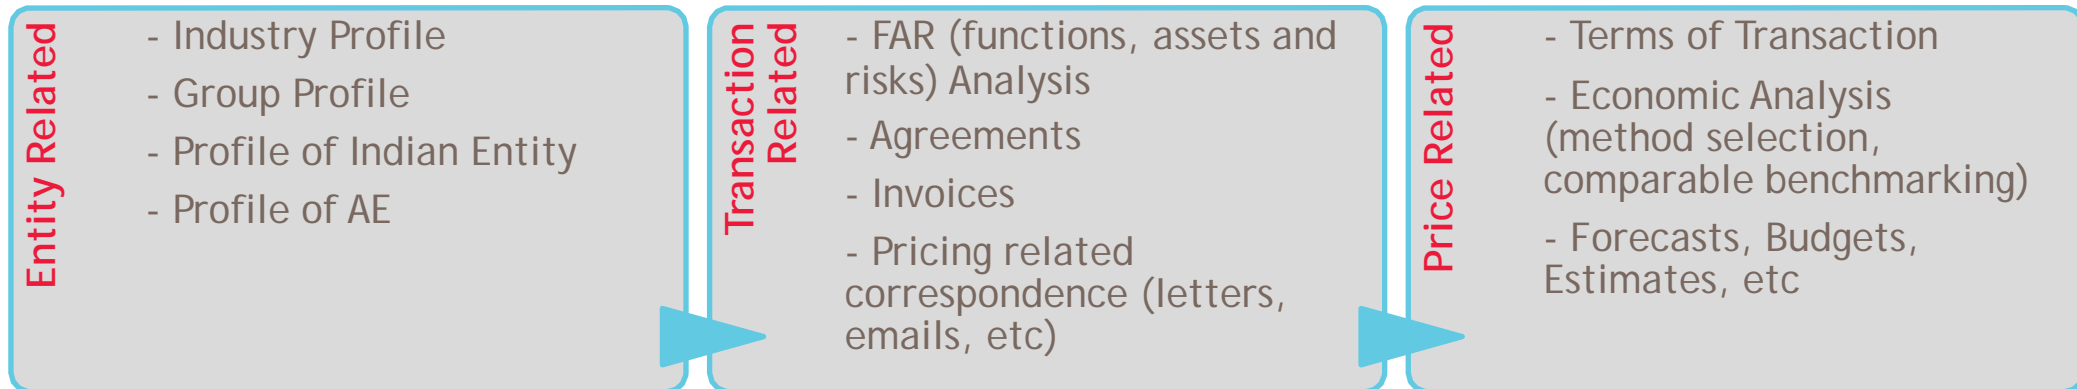 Entity Related
- Industry Profile
- Group Profile
- Profile of Indian Entity
- Profile of AE
Transaction
Related
- FAR (functions, assets and
risks) Analysis
- Agreements
- Invoices
- Pricing related
correspondence (letters,
emails, etc)
Price Related
- Terms of Transaction
- Economic Analysis
(method selection,
comparable benchmarking)
- Forecasts, Budgets,
Estimates, etc